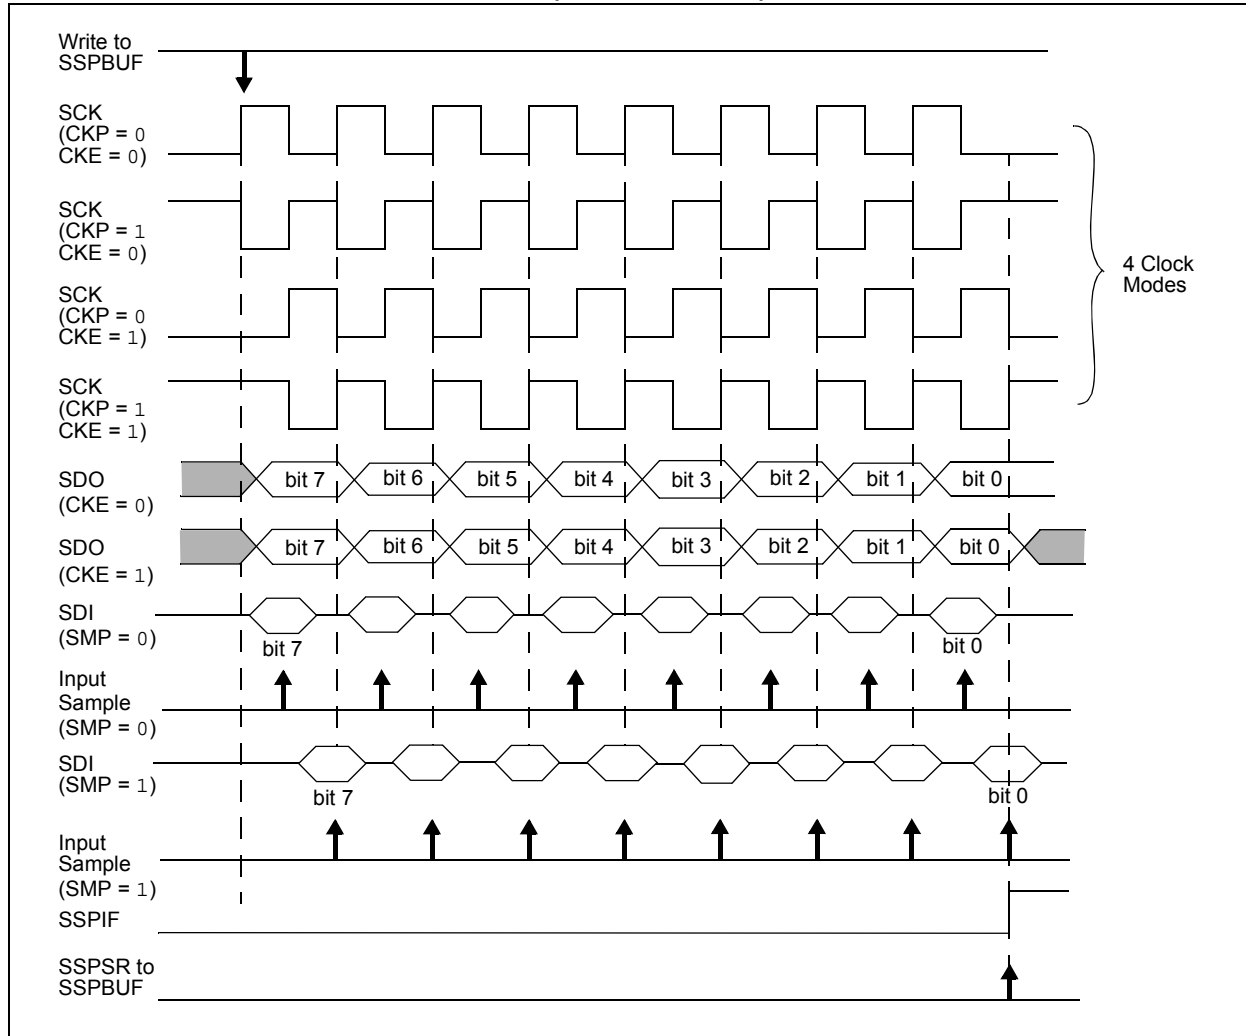 Write to
SSPBUF
SCK
(CKP = 0
CKE = 0)
SCK
(CKP = 1
CKE = 0)
4 Clock
Modes
SCK
(CKP = 0
CKE = 1)
SCK
(CKP = 1
CKE = 1)
SDO
(CKE = 0)
bit 7 bit 6 bit 5 bit 4 bit 3 bit 2 bit 1 bit 0
SDO
(CKE = 1)
bit 7 bit 6 bit 5 bit 4 bit 3 bit 2 bit 1 bit 0
SDI
(SMP = 0)
bit 7 bit 0
Input
Sample
(SMP = 0)
SDI
(SMP = 1)
bit 7 bit 0
Input
Sample
(SMP = 1)
SSPIF
SSPSR to
SSPBUF